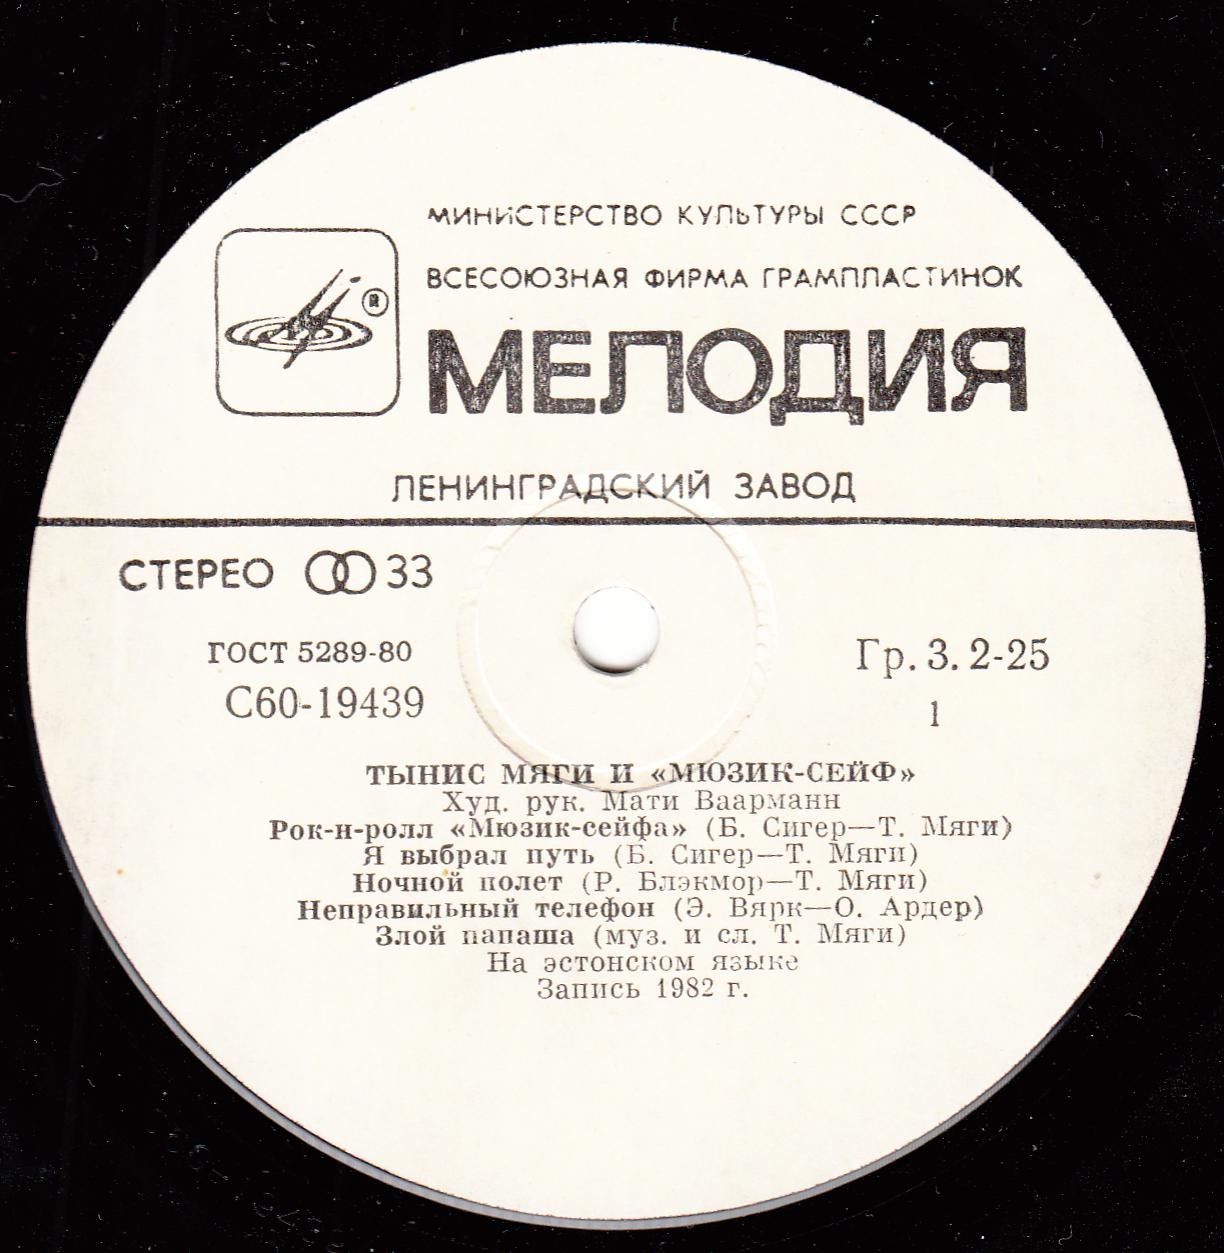 МИНИСТЕРСТВО КУЛЬТУРЫ СССР
ВСЕСОЮЗНАЯ ФИРМА ГРАМПЛАСТИНОК
МЕЛОДИЯ
ЛЕНИНГРАДСКИЙ ЗАВОД
СТЕРЕО 33
ГОСТ 5289-80
Гр. 3. 2-25
С60-19439
1
ТЫНИС МЯГИ И «МЮЗИК-СЕЙФ»
Худ. рук. Мати Ваарманн
Рок-н-ролл «Мюзик-сейфа» (Б. Сигер—Т. Мяги)
Я выбрал путь (Б. Сигер—Т. Мяги)
Ночной полет (Р. Блэкмор—Т. Мяги)
Неправильный телефон (Э. Вярк—О. Ардер)
Злой папаша (муз. и сл. Т. Мяги)
На эстонском языке
Запись 1982 г.